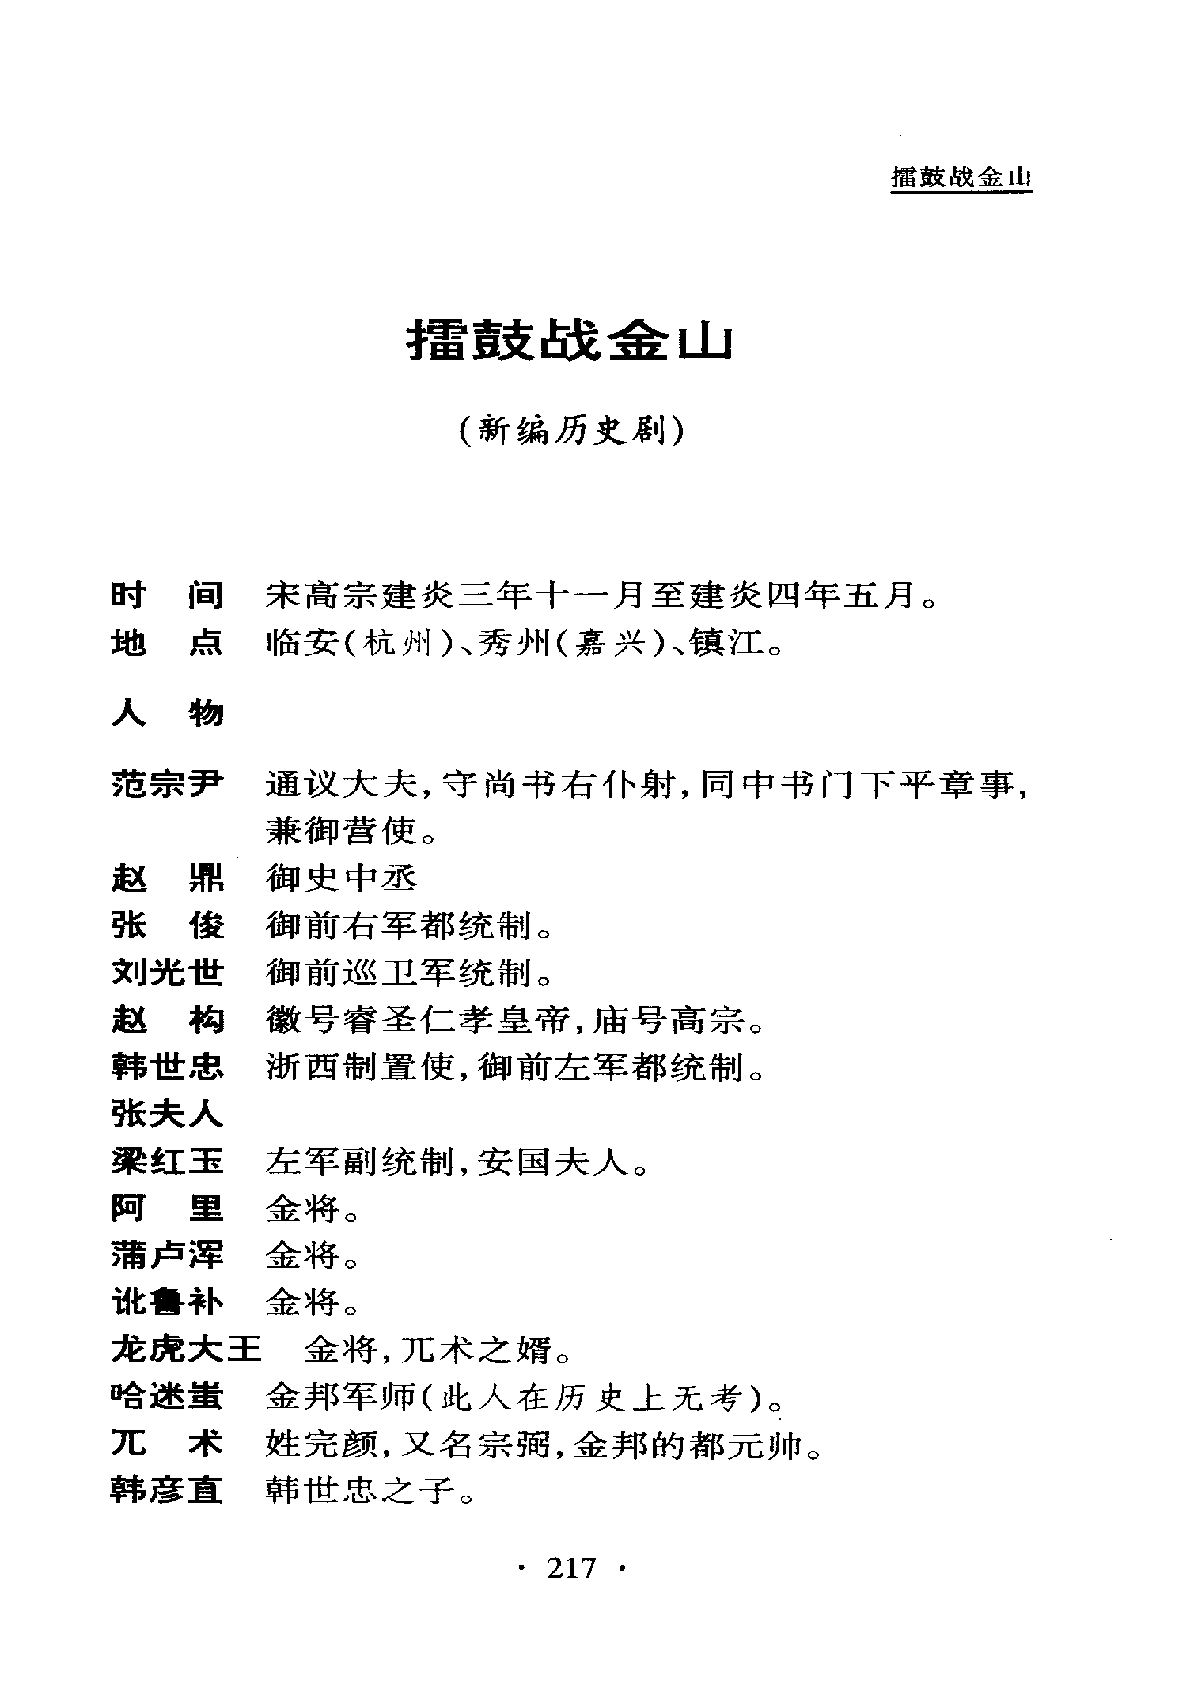 擂鼓战金山
擂鼓战金山
(新编历史剧)
时　间　宋高宗建炎三年十一月至建炎四年五月。
地　点　临安(杭州)、秀州(嘉兴)、镇江。
人　物
范宗尹　通议大夫,守尚书右仆射,同中书门下平章事,
兼御营使。
赵　鼎　御史中丞
张　俊　御前右军都统制。
刘光世　御前巡卫军统制。
赵　构　徽号睿圣仁孝皇帝,庙号高宗。
韩世忠　浙西制置使,御前左军都统制。
张夫人
梁红玉　左军副统制,安国夫人。
阿　里　金将。
蒲卢浑　金将。
讹鲁补　金将。
龙虎大王　金将,兀术之婿。
哈迷蚩　金邦军师(此人在历史上无考)。
兀　术　姓完颜,又名宗弼,金邦的都元帅。
韩彦直　韩世忠之子。
· 217 ·